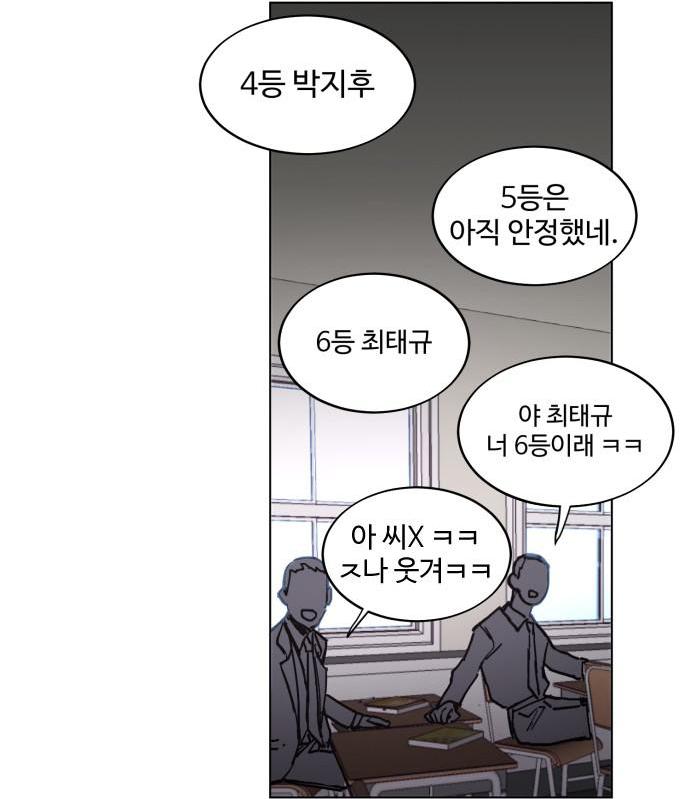 4등 박지후
5등은
아직 안정했네.
6등 최태규
야 최태규
너 6등이래 ㅋㅋ
아 씨X ㅋㅋ
ㅈ나 웃겨ㅋㅋ